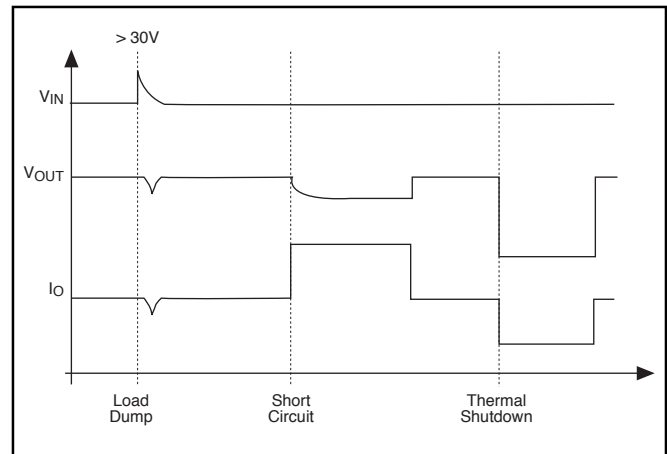 > 30V
VIN
VOUT
IO
Load
Dump
Short
Circuit
Thermal
Shutdown